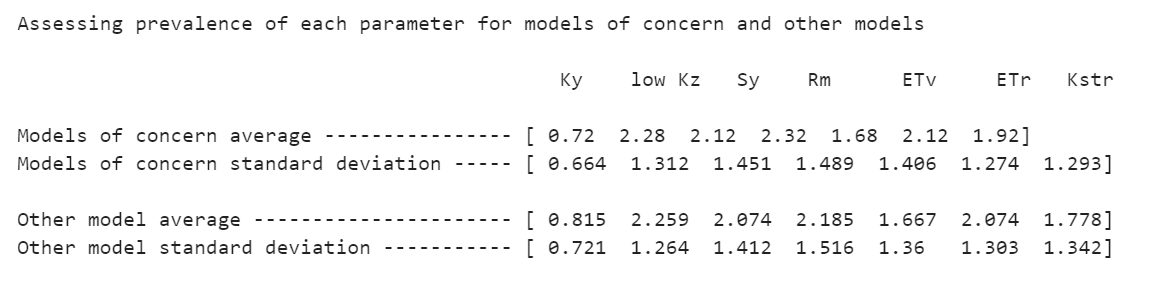 Assessing prevalence of each parameter for models of concern and other models
Ky low Kz Sy Rm ETv ETr Kstr
Models of concern average ---------------- [ 0.72 2.28 2.12 2.32 1.68 2.12 1.92]
Models of concern standard deviation ----- [ 0.664 1.312 1.451 1.489 1.406 1.274 1.293]
Other model average ---------------------- [ 0.815 2.259 2.074 2.185 1.667 2.074 1.778]
Other model standard deviation ----------- [ 0.721 1.264 1.412 1.516 1.36 1.303 1.342]